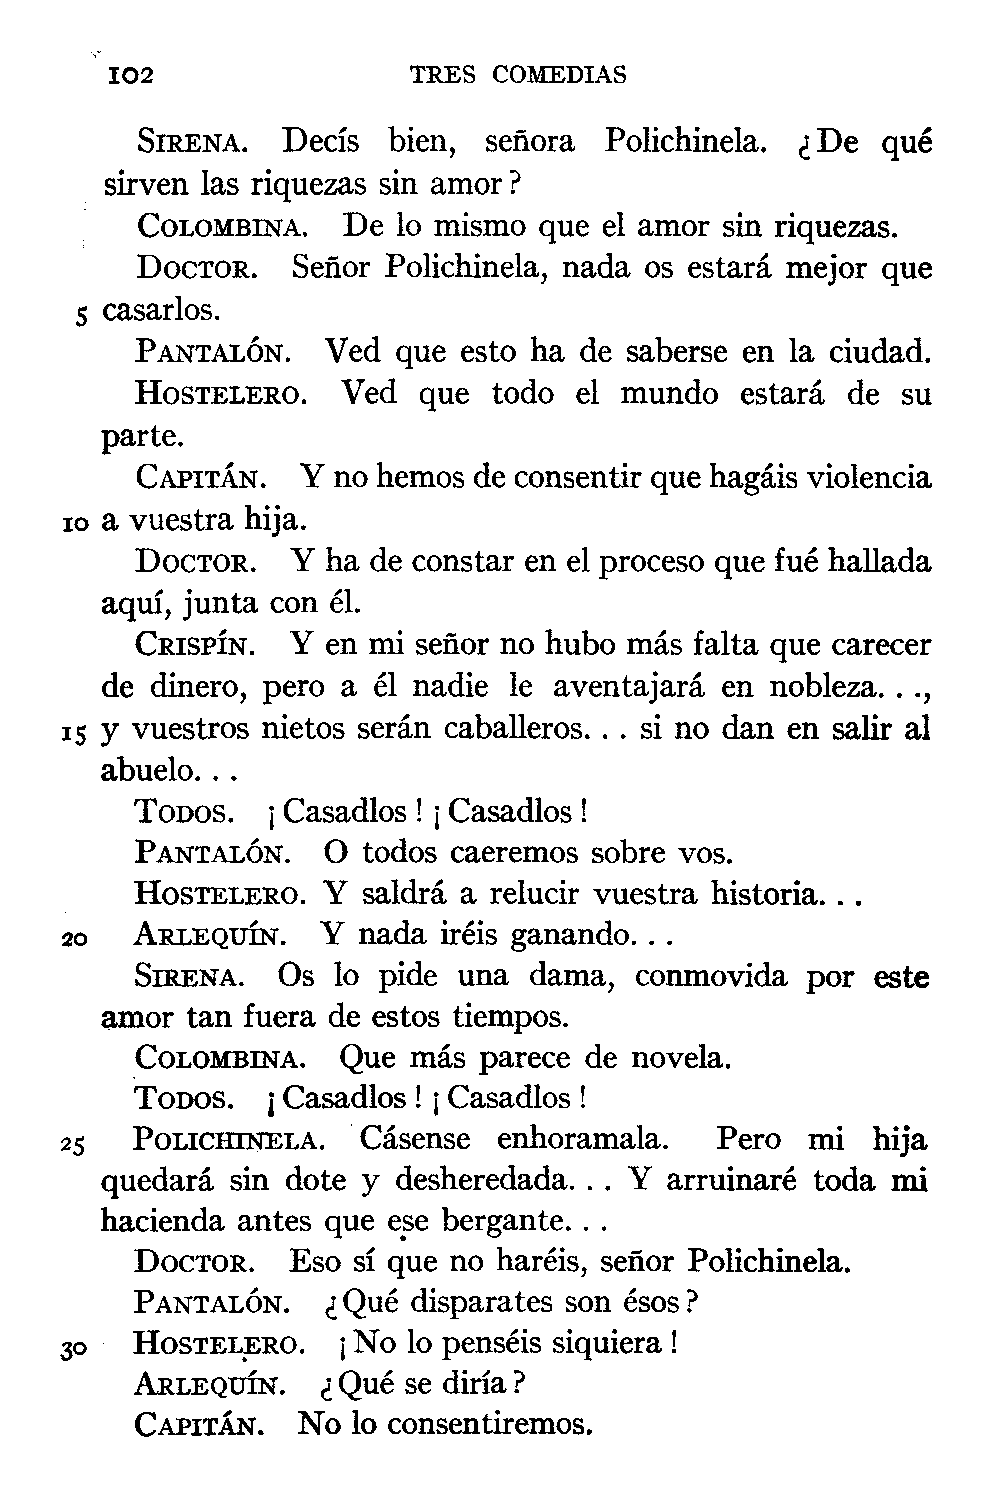 102 TRES COMEDIAS
SIRENA. Decís bien, señora Polichinela. ¿De qué
sirven las riquezas sin amor?
COLOMBINA. De lo mismo que el amor sin riquezas.
DOCTOR. Señor Polichinela, nada os estará mejor que
5 casarlos.
PANTALÓN. Ved que esto ha de saberse en la ciudad.
HOSTELERO. Ved que todo el mundo estará de su
parte.
CAPITÁN. Y no hemos de consentir que hagáis violencia
10 a vuestra hija.
DOCTOR. Y ha de constar en el proceso que fué hallada
aquí, junta con él.
CRISPÍN. Y en mi señor no hubo más falta que carecer
de dinero, pero a él nadie le aventajará en nobleza. . .,
15 y vuestros nietos serán caballeros. . . si no dan en salir al
abuelo. . .
TODOS. ¡Casadlos! ¡Casadlos!
PANTALÓN. O todos caeremos sobre vos.
HOSTELERO. Y saldrá a relucir vuestra historia. . .
20 ARLEQUÍN. Y nada iréis ganando. . .
SIRENA. Os lo pide una dama, conmovida por este
amor tan fuera de estos tiempos.
COLOMBINA. Que más parece de novela.
TODOS. ¡Casadlos! ¡Casadlos!
25 POLICHINELA. Cásense enhoramala. Pero mi hija
quedará sin dote y desheredada. . . Y arruinaré toda mi
hacienda antes que ese bergante. . .
DOCTOR. Eso sí que no haréis, señor Polichinela.
PANTALÓN. ¿Qué disparates son ésos?
30 HOSTELERO. ¡No lo penséis siquiera!
ARLEQUÍN. ¿Qué se diría?
CAPITÁN. No lo consentiremos.